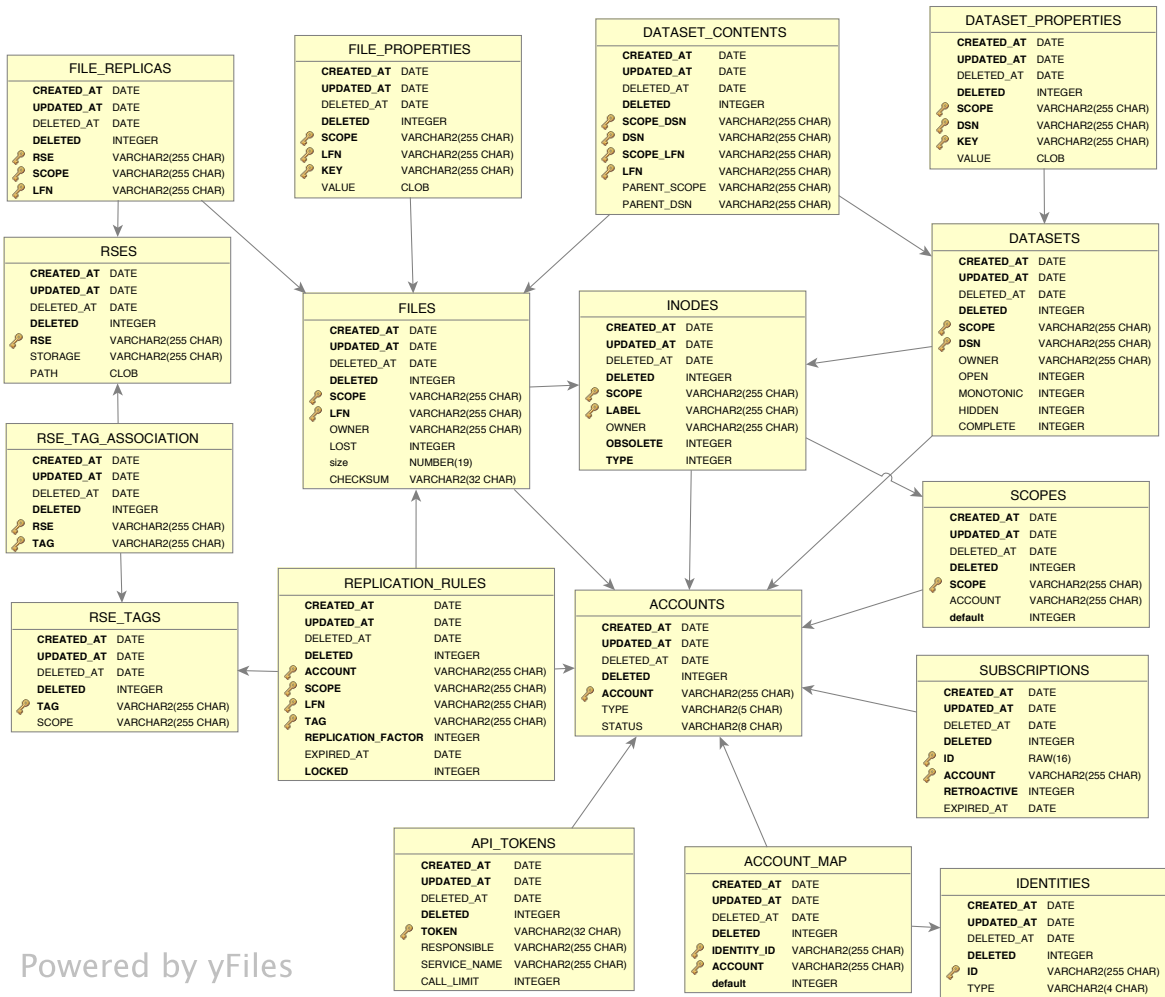 FILE_REPLICAS
CREATED_AT DATE
UPDATED_AT DATE
DELETED_AT DATE
DELETED INTEGER
RSE VARCHAR2(255 CHAR)
SCOPE VARCHAR2(255 CHAR)
LFN VARCHAR2(255 CHAR)
FILE_PROPERTIES
CREATED_AT DATE
UPDATED_AT DATE
DELETED_AT DATE
DELETED INTEGER
SCOPE VARCHAR2(255 CHAR)
LFN VARCHAR2(255 CHAR)
KEY VARCHAR2(255 CHAR)
VALUE CLOB
DATASET_CONTENTS
CREATED_AT DATE
UPDATED_AT DATE
DELETED_AT DATE
DELETED INTEGER
SCOPE_DSN VARCHAR2(255 CHAR)
DSN VARCHAR2(255 CHAR)
SCOPE_LFN VARCHAR2(255 CHAR)
LFN VARCHAR2(255 CHAR)
PARENT_SCOPE VARCHAR2(255 CHAR)
PARENT_DSN VARCHAR2(255 CHAR)
DATASET_PROPERTIES
CREATED_AT DATE
UPDATED_AT DATE
DELETED_AT DATE
DELETED INTEGER
SCOPE VARCHAR2(255 CHAR)
DSN VARCHAR2(255 CHAR)
KEY VARCHAR2(255 CHAR)
VALUE CLOB
RSES
CREATED_AT DATE
UPDATED_AT DATE
DELETED_AT DATE
DELETED INTEGER
RSE VARCHAR2(255 CHAR)
STORAGE VARCHAR2(255 CHAR)
PATH CLOB
FILES
CREATED_AT DATE
UPDATED_AT DATE
DELETED_AT DATE
DELETED INTEGER
SCOPE VARCHAR2(255 CHAR)
LFN VARCHAR2(255 CHAR)
OWNER VARCHAR2(255 CHAR)
LOST INTEGER
size NUMBER(19)
CHECKSUM VARCHAR2(32 CHAR)
INODES
CREATED_AT DATE
UPDATED_AT DATE
DELETED_AT DATE
DELETED INTEGER
SCOPE VARCHAR2(255 CHAR)
LABEL VARCHAR2(255 CHAR)
OWNER VARCHAR2(255 CHAR)
OBSOLETE INTEGER
TYPE INTEGER
DATASETS
CREATED_AT DATE
UPDATED_AT DATE
DELETED_AT DATE
DELETED INTEGER
SCOPE VARCHAR2(255 CHAR)
DSN VARCHAR2(255 CHAR)
OWNER VARCHAR2(255 CHAR)
OPEN INTEGER
MONOTONIC INTEGER
HIDDEN INTEGER
COMPLETE INTEGER
RSE_TAG_ASSOCIATION
CREATED_AT DATE
UPDATED_AT DATE
DELETED_AT DATE
DELETED INTEGER
RSE VARCHAR2(255 CHAR)
TAG VARCHAR2(255 CHAR)
SCOPES
CREATED_AT DATE
UPDATED_AT DATE
DELETED_AT DATE
DELETED INTEGER
SCOPE VARCHAR2(255 CHAR)
ACCOUNT VARCHAR2(255 CHAR)
default INTEGER
RSE_TAGS
CREATED_AT DATE
UPDATED_AT DATE
DELETED_AT DATE
DELETED INTEGER
TAG VARCHAR2(255 CHAR)
SCOPE VARCHAR2(255 CHAR)
REPLICATION_RULES
CREATED_AT DATE
UPDATED_AT DATE
DELETED_AT DATE
DELETED INTEGER
ACCOUNT VARCHAR2(255 CHAR)
SCOPE VARCHAR2(255 CHAR)
LFN VARCHAR2(255 CHAR)
TAG VARCHAR2(255 CHAR)
REPLICATION_FACTOR INTEGER
EXPIRED_AT DATE
LOCKED INTEGER
ACCOUNTS
CREATED_AT DATE
UPDATED_AT DATE
DELETED_AT DATE
DELETED INTEGER
ACCOUNT VARCHAR2(255 CHAR)
TYPE VARCHAR2(5 CHAR)
STATUS VARCHAR2(8 CHAR)
SUBSCRIPTIONS
CREATED_AT DATE
UPDATED_AT DATE
DELETED_AT DATE
DELETED INTEGER
ID RAW(16)
ACCOUNT VARCHAR2(255 CHAR)
RETROACTIVE INTEGER
EXPIRED_AT DATE
API_TOKENS
CREATED_AT DATE
UPDATED_AT DATE
DELETED_AT DATE
DELETED INTEGER
TOKEN VARCHAR2(32 CHAR)
RESPONSIBLE VARCHAR2(255 CHAR)
SERVICE_NAME VARCHAR2(255 CHAR)
CALL_LIMIT INTEGER
ACCOUNT_MAP
CREATED_AT DATE
UPDATED_AT DATE
DELETED_AT DATE
DELETED INTEGER
IDENTITY_ID VARCHAR2(255 CHAR)
ACCOUNT VARCHAR2(255 CHAR)
default INTEGER
IDENTITIES
CREATED_AT DATE
UPDATED_AT DATE
DELETED_AT DATE
DELETED INTEGER
ID VARCHAR2(255 CHAR)
TYPE VARCHAR2(4 CHAR)
Powered by yFiles